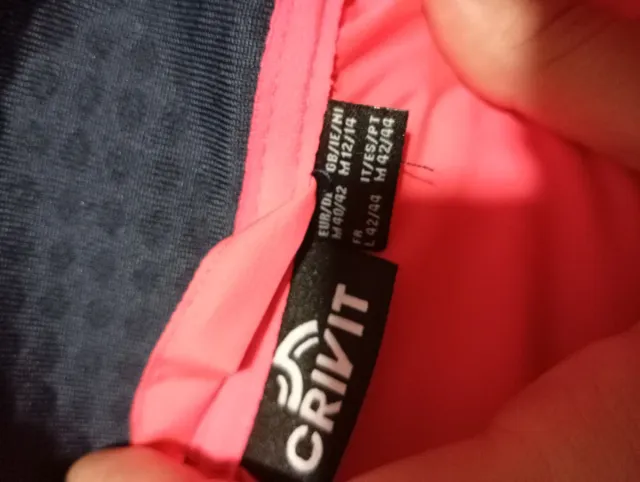 EUR/DE
M 40/42
GB/IE/NI
M 12/14
FR
L 42/44
IT/ES/PT
M 42/44
CRIVIT